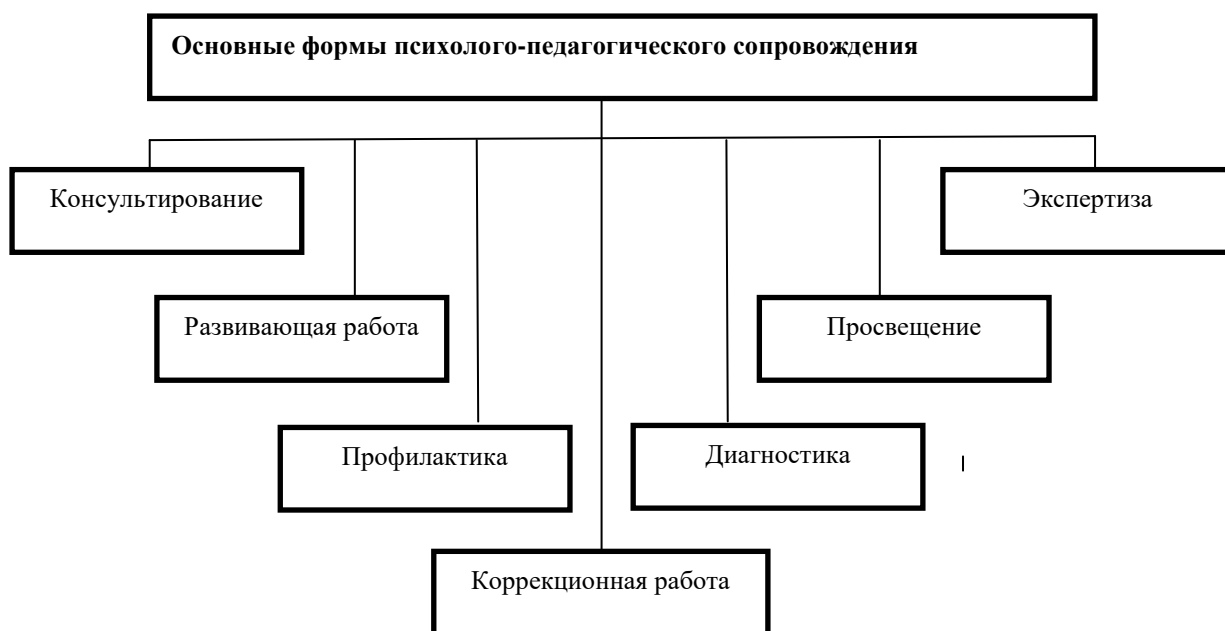 Основные формы психолого-педагогического сопровождения
Консультирование
Экспертиза
Развивающая работа
Просвещение
Профилактика
Диагностика
Коррекционная работа